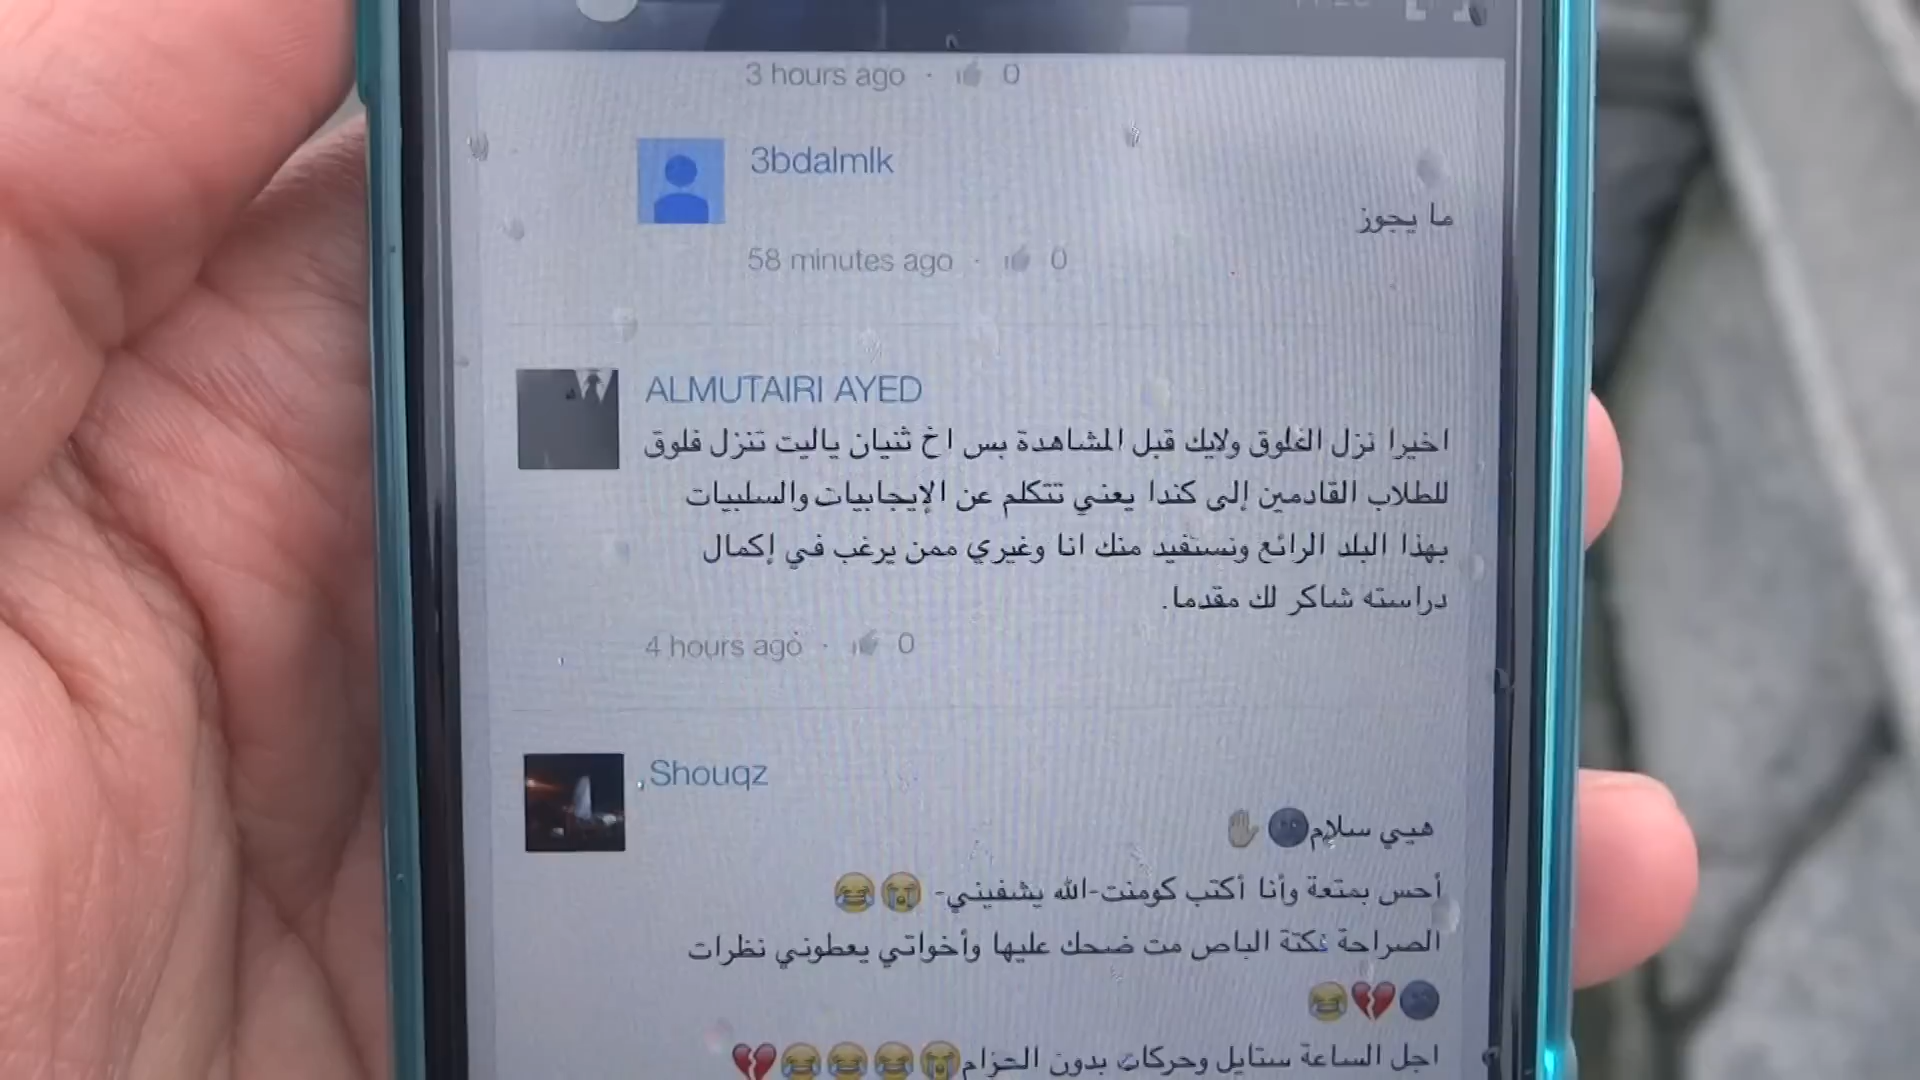 3 hours ago · 0
3bdalmlk
ما يجوز
58 minutes ago · 0
ALMUTAIRI AYED
اخيرا نزل الفلوق ولايك قبل المشاهدة بس اخ ثنيان ياليت تنزل فلوق
للطلاب القادمين إلى كندا يعني تتكلم عن الإيجابيات والسلبيات
بهذا البلد الرائع ونستفيد منك انا وغيري ممن يرغب في إكمال
دراسته شاكر لك مقدما.
4 hours ago · 0
Shouqz
هيي سلام🌚✋
أحس بمتعة وأنا أكتب كومنت-الله يشفيني- 😭😂
الصراحة نكتة الباص مت ضحك عليها وأخواتي يعطوني نظرات
🌚💔😂
اجل الساعة ستايل وحركات بدون الحزام😭😂😂😂💔